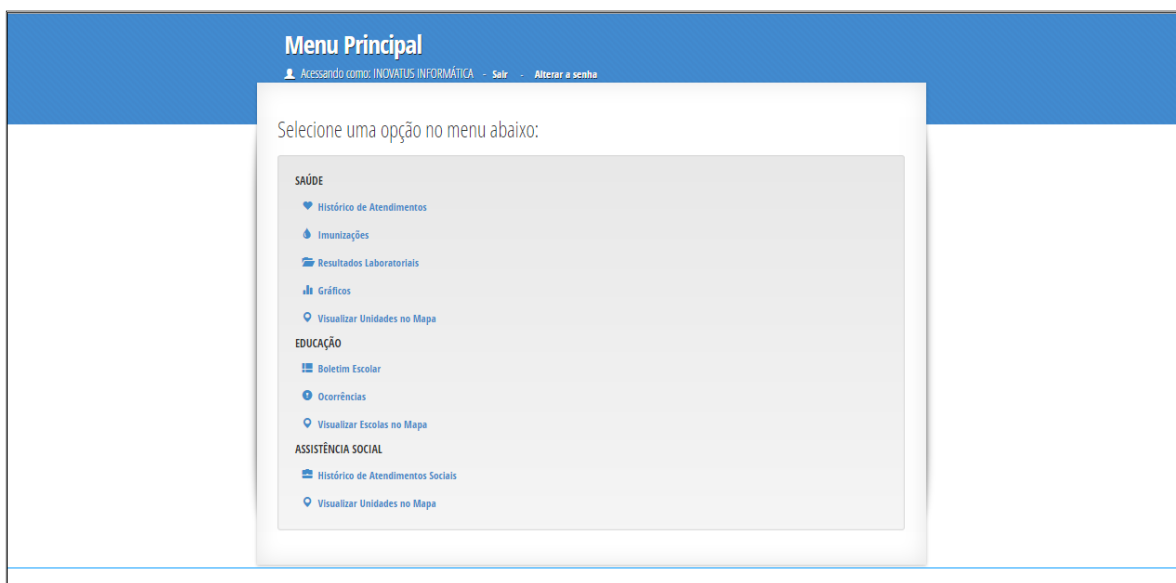 Menu Principal
Acessando como: INOVATUS INFORMÁTICA - Sair - Alterar a senha
Selecione uma opção no menu abaixo:
SAÚDE
Histórico de Atendimentos
Imunizações
Resultados Laboratoriais
Gráficos
Visualizar Unidades no Mapa
EDUCAÇÃO
Boletim Escolar
Ocorrências
Visualizar Escolas no Mapa
ASSISTÊNCIA SOCIAL
Histórico de Atendimentos Sociais
Visualizar Unidades no Mapa